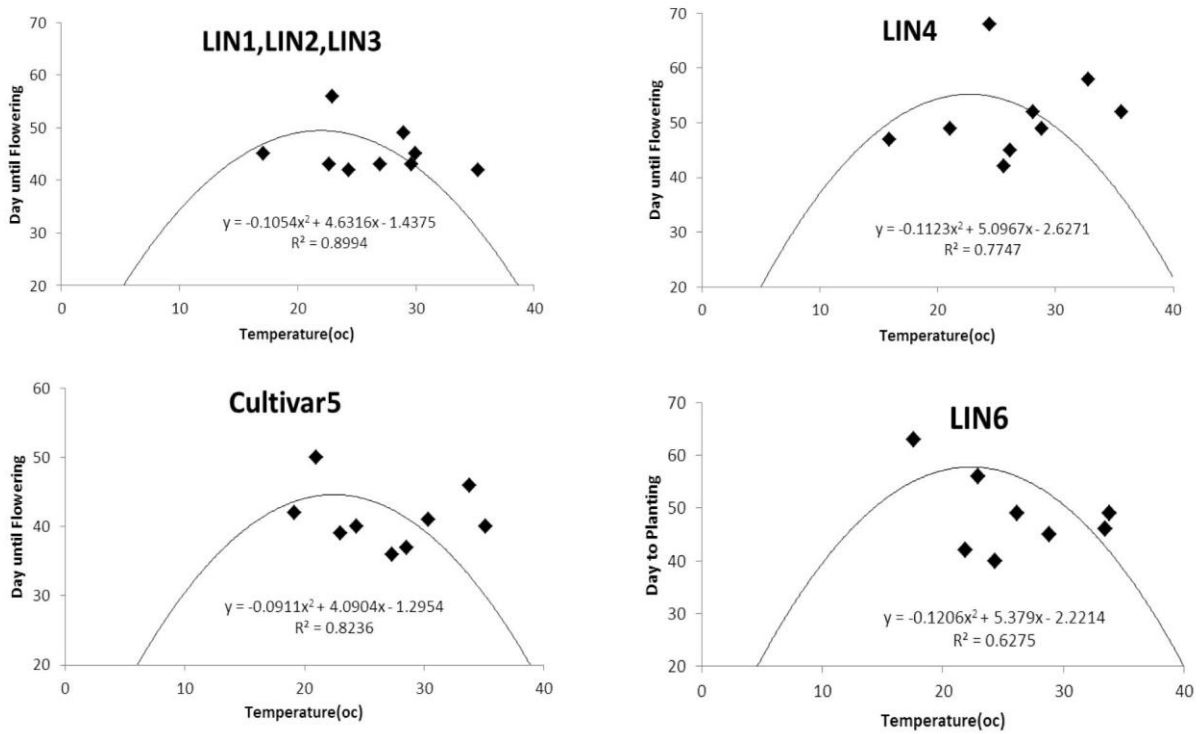 LIN1,LIN2,LIN3
Day until Flowering
70
60
50
40
30
20
y = -0.1054x² + 4.6316x - 1.4375
R² = 0.8994
0
10
20
30
40
Temperature(oc)
LIN4
Day until Flowering
70
60
50
40
30
20
y = -0.1123x² + 5.0967x - 2.6271
R² = 0.7747
0
10
20
30
40
Temperature(oc)
Cultivar5
Day until Flowering
60
50
40
30
20
y = -0.0911x² + 4.0904x - 1.2954
R² = 0.8236
0
10
20
30
40
Temperature(oc)
LIN6
Day to Planting
70
60
50
40
30
20
y = -0.1206x² + 5.379x - 2.2214
R² = 0.6275
0
10
20
30
40
Temperature(oc)